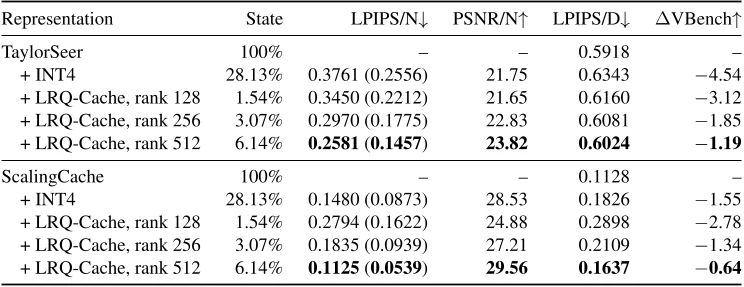 Representation State LPIPS/N↓ PSNR/N↑ LPIPS/D↓ ΔVBench↑
TaylorSeer 100% – – 0.5918 –
+ INT4 28.13% 0.3761 (0.2556) 21.75 0.6343 −4.54
+ LRQ-Cache, rank 128 1.54% 0.3450 (0.2212) 21.65 0.6160 −3.12
+ LRQ-Cache, rank 256 3.07% 0.2970 (0.1775) 22.83 0.6081 −1.85
+ LRQ-Cache, rank 512 6.14% 0.2581 (0.1457) 23.82 0.6024 −1.19
ScalingCache 100% – – 0.1128 –
+ INT4 28.13% 0.1480 (0.0873) 28.53 0.1826 −1.55
+ LRQ-Cache, rank 128 1.54% 0.2794 (0.1622) 24.88 0.2898 −2.78
+ LRQ-Cache, rank 256 3.07% 0.1835 (0.0939) 27.21 0.2109 −1.34
+ LRQ-Cache, rank 512 6.14% 0.1125 (0.0539) 29.56 0.1637 −0.64